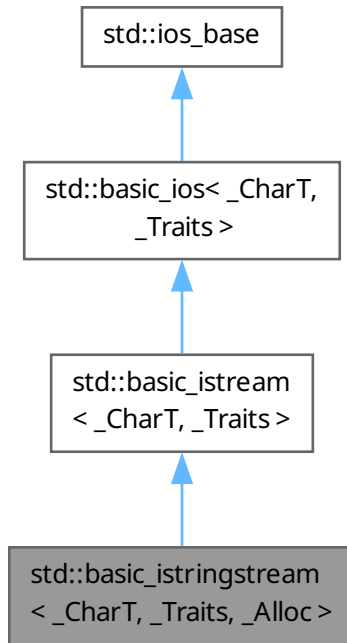 std::ios_base
std::basic_ios< _CharT,
_Traits >
std::basic_istream
< _CharT, _Traits >
std::basic_istringstream
< _CharT, _Traits, _Alloc >